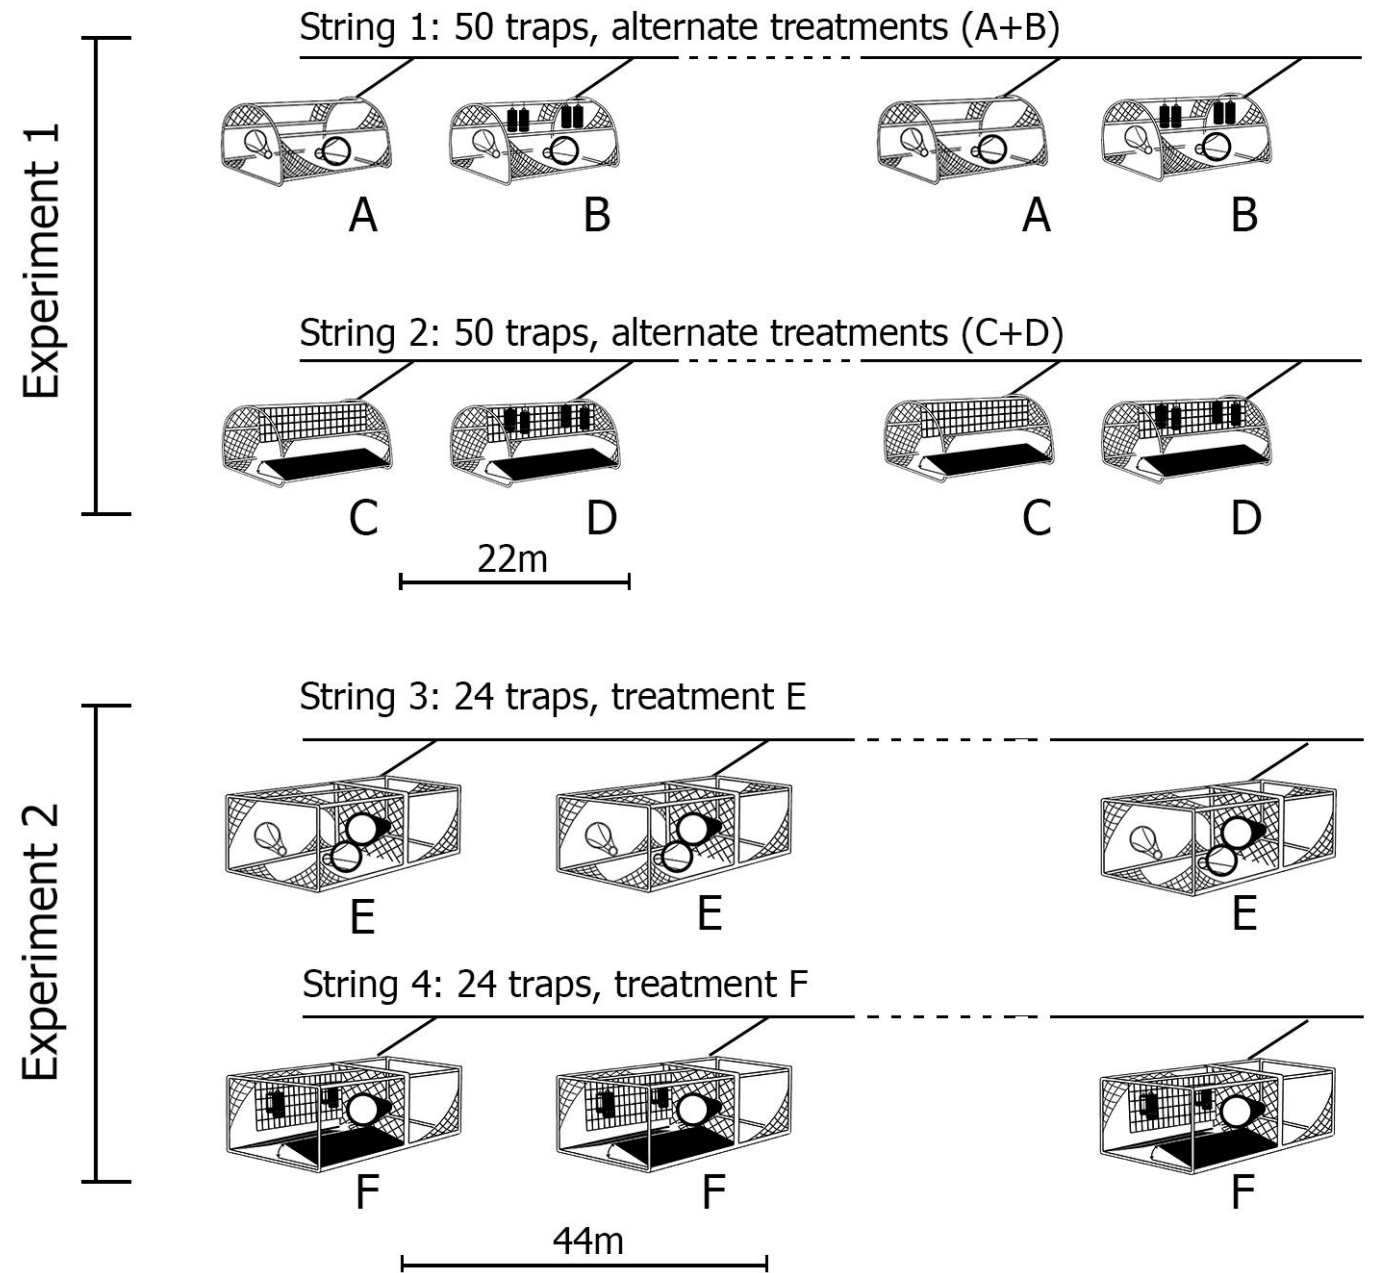 Experiment 1
String 1: 50 traps, alternate treatments (A+B)
A B A B
String 2: 50 traps, alternate treatments (C+D)
C D C D
22m
Experiment 2
String 3: 24 traps, treatment E
E E E
String 4: 24 traps, treatment F
F F F
44m